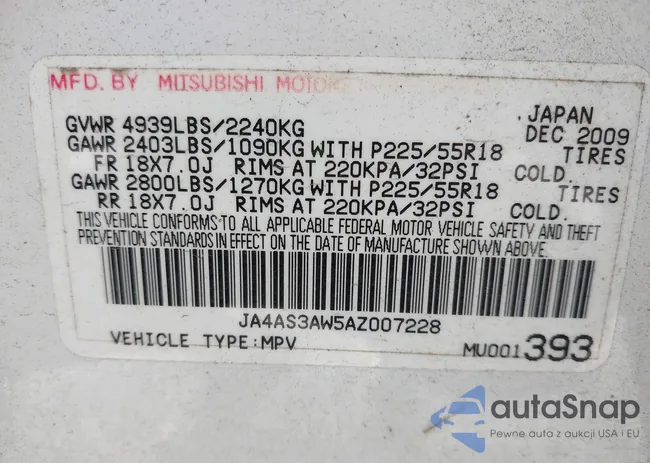 MFD. BY MITSUBISHI MOTOR
GVWR 4939LBS/2240KG , JAPAN DEC 2009
GAWR 2403LBS/1090KG WITH P225/55R18 TIRES
FR 18X7.0J RIMS AT 220KPA/32PSI COLD.
GAWR 2800LBS/1270KG WITH P225/55R18 TIRES
RR 18X7.0J RIMS AT 220KPA/32PSI COLD.
THIS VEHICLE CONFORMS TO ALL APPLICABLE FEDERAL MOTOR VEHICLE SAFETY AND THEFT
PREVENTION STANDARDS IN EFFECT ON THE DATE OF MANUFACTURE SHOWN ABOVE.
JA4AS3AW5AZ007228
VEHICLE TYPE:MPV MU001393
autaSnap
Pewne auta z aukcji USA i EU